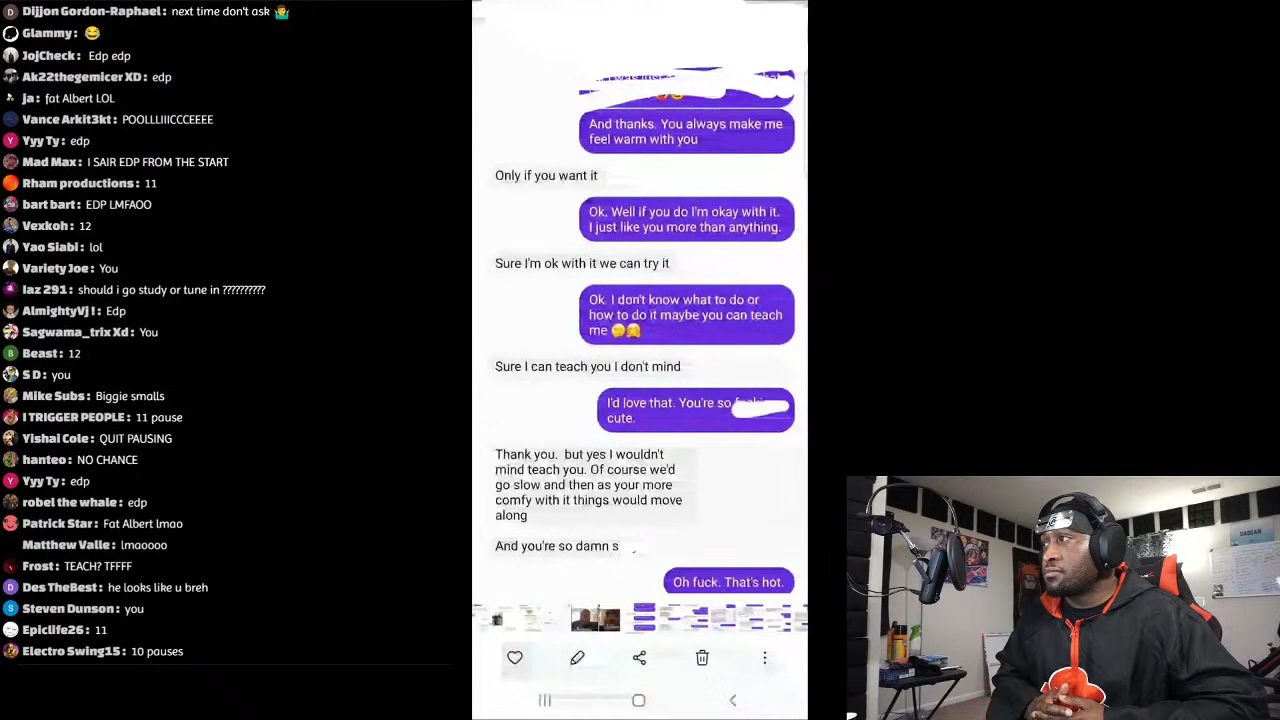 Dijjon Gordon-Raphael: next time don't ask 🤷‍♂️
Glammy: 😂
JojCheck: Edp edp
Ak22thegemicer XD: edp
ja: fat Albert LOL
Vance Arkit3kt: POOLLLIIICCCEEEE
Yyy Ty: edp
Mad Max: I SAIR EDP FROM THE START
Rham productions: 11
bart bart: EDP LMFAOO
Vortex: 12
Yao Siabi: lol
Variety Joe: You
laz 291: should i go study or tune in ??????????
AlmightyVJ !: Edp
Sagwama_trix Xd: You
Beast: 12
S D: you
Mike Subs: Biggie smalls
I TRIGGER PEOPLE: 11 pause
Yishai Cole: QUIT PAUSING
hanteo: NO CHANCE
Yyy Ty: edp
robel the whale: edp
Patrick Star: Fat Albert lmao
Matthew Valle: lmaoooo
Frost: TEACH? TFFFF
Des TheBest: he looks like u breh
Steven Dunson: you
Epik: 11
Electro Swing15: 10 pauses
I was just
And thanks. You always make me
feel warm with you
Only if you want it
Ok. Well if you do I'm okay with it.
I just like you more than anything.
Sure I'm ok with it we can try it
Ok. I don't know what to do or
how to do it maybe you can teach
me
Sure I can teach you I don't mind
I'd love that. You're so
cute.
Thank you. but yes I wouldn't
mind teach you. Of course we'd
go slow and then as your more
comfy with it things would move
along
And you're so damn s
Oh fuck. That's hot.